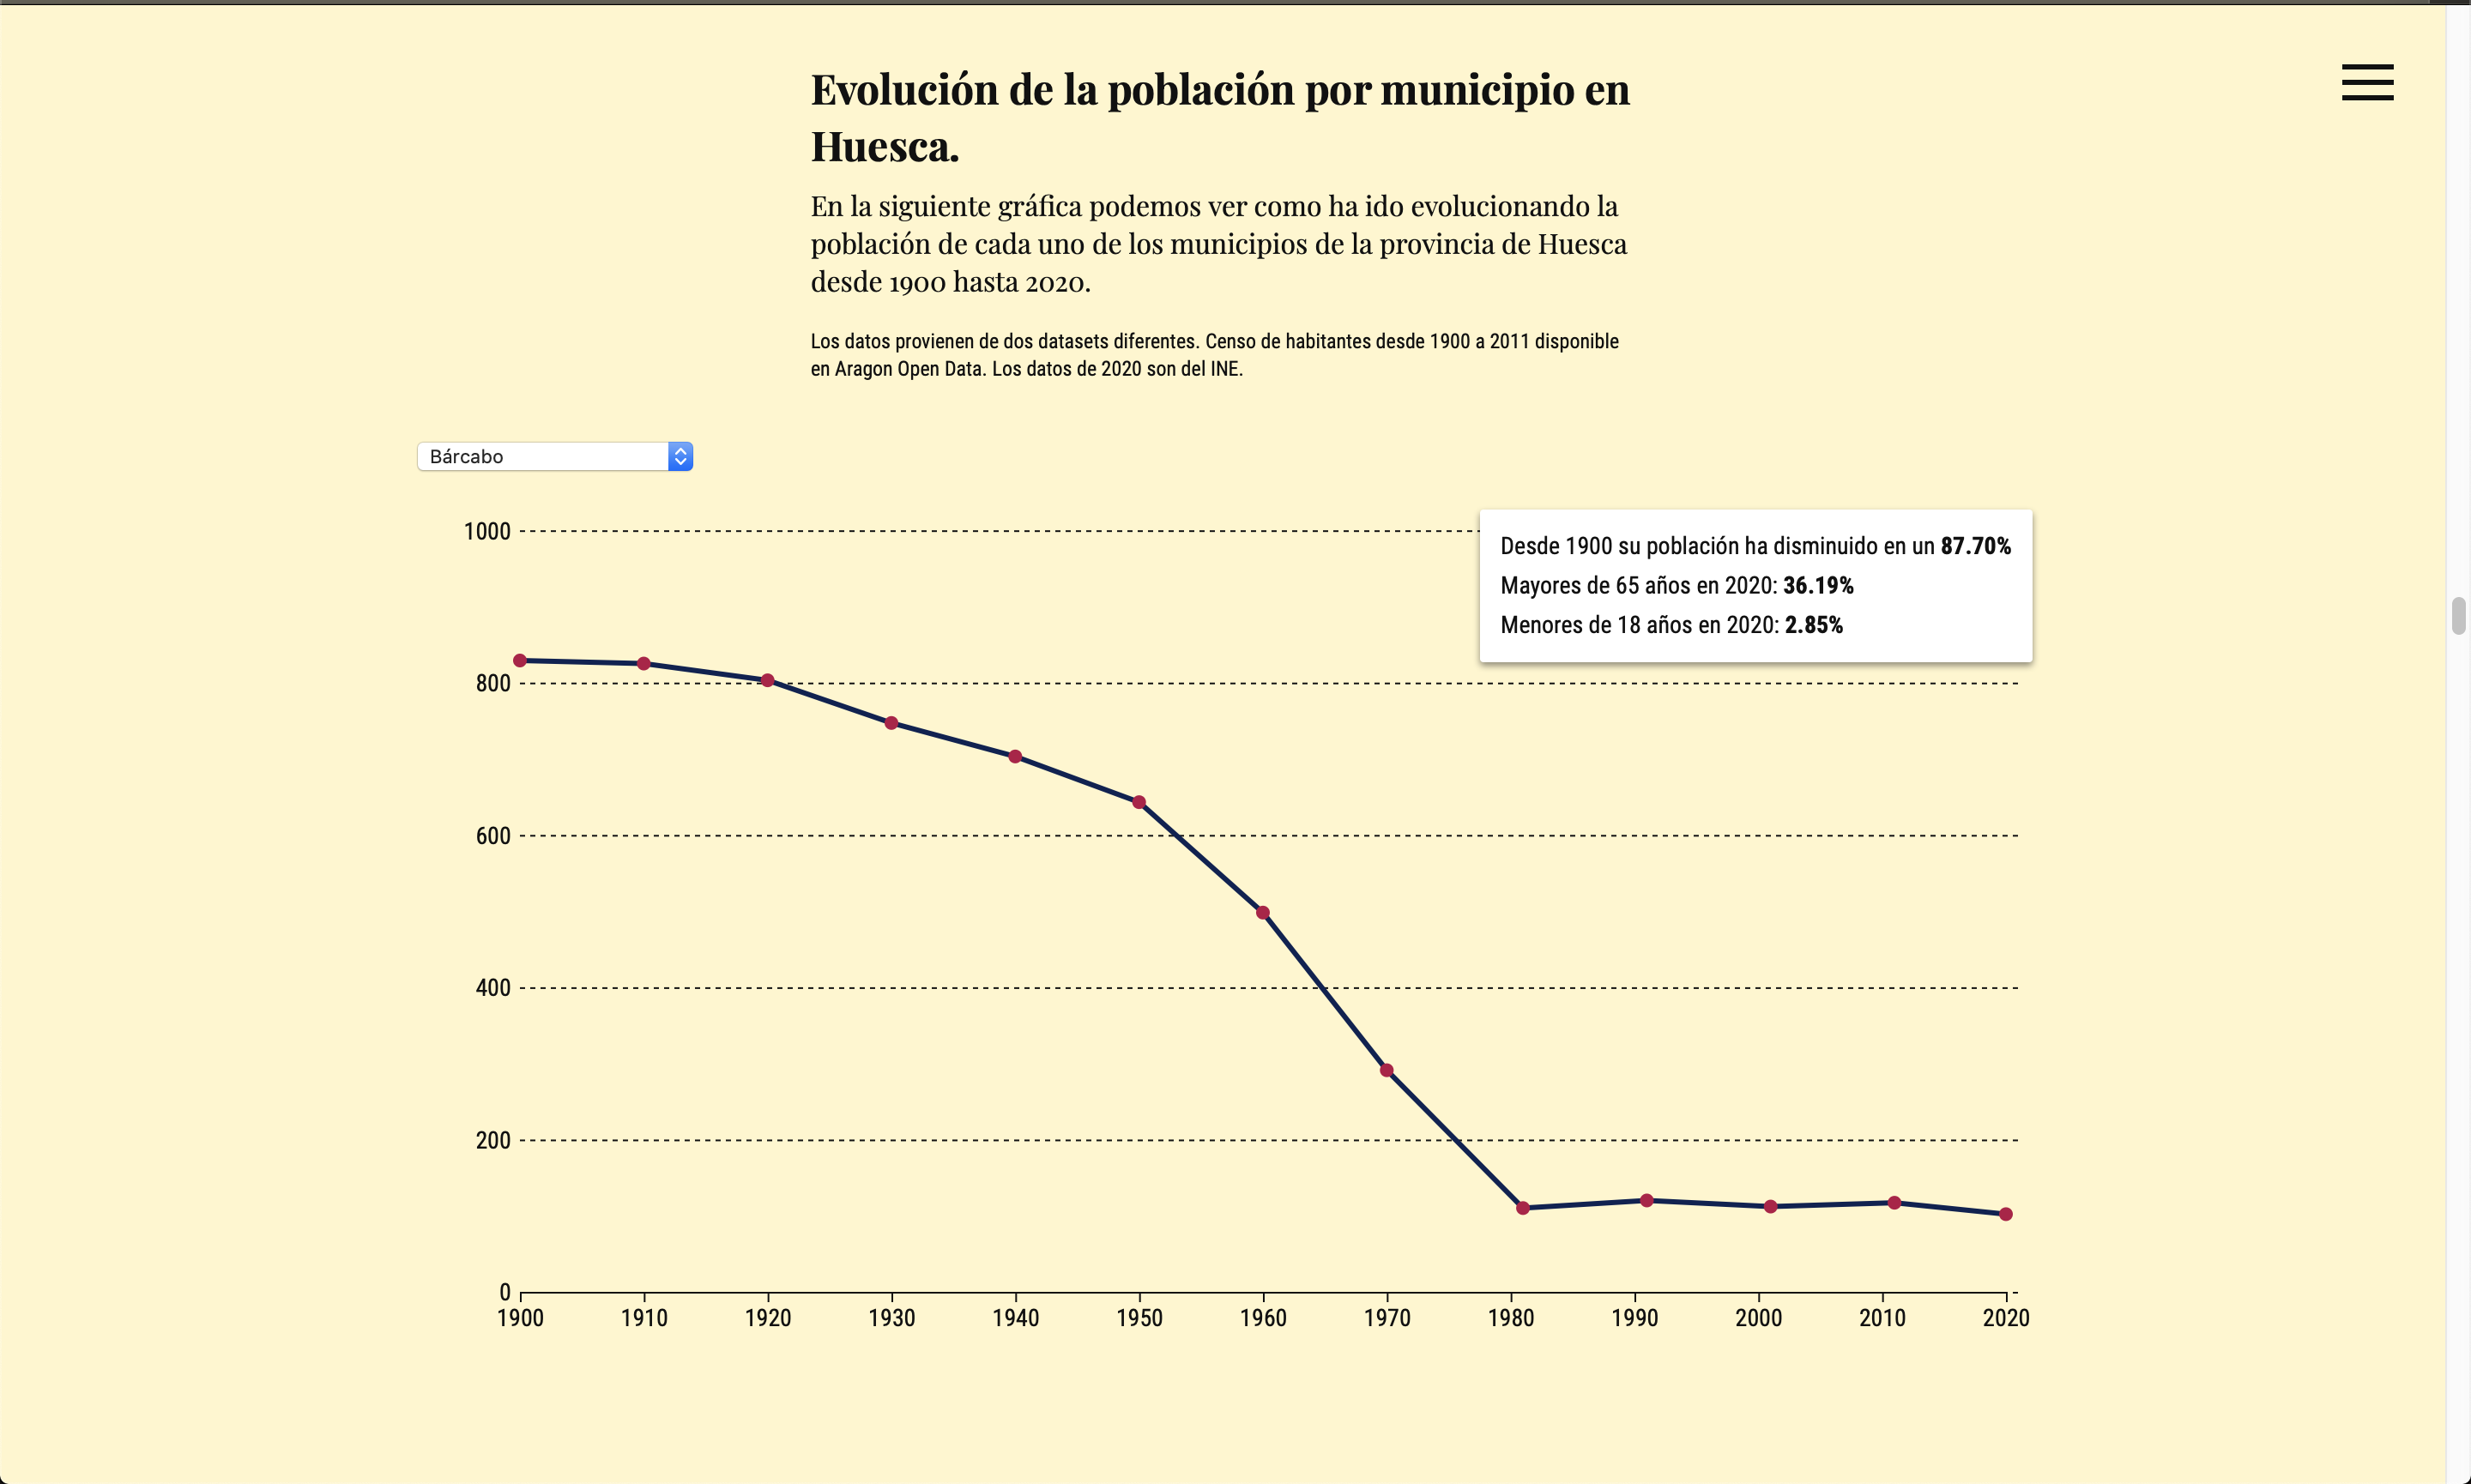 Evolución de la población por municipio en
Huesca.
En la siguiente gráfica podemos ver como ha ido evolucionando la
población de cada uno de los municipios de la provincia de Huesca
desde 1900 hasta 2020.
Los datos provienen de dos datasets diferentes. Censo de habitantes desde 1900 a 2011 disponible
en Aragon Open Data. Los datos de 2020 son del INE.
Bárcabo
Desde 1900 su población ha disminuido en un 87.70%
Mayores de 65 años en 2020: 36.19%
Menores de 18 años en 2020: 2.85%
1000
800
600
400
200
0
1900 1910 1920 1930 1940 1950 1960 1970 1980 1990 2000 2010 2020